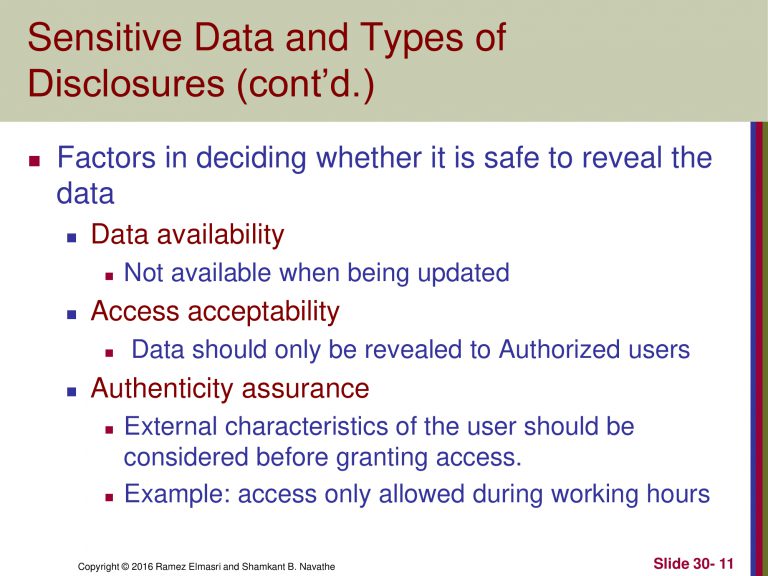 Sensitive Data and Types of
Disclosures (cont’d.)
Factors in deciding whether it is safe to reveal the
data
Data availability
Not available when being updated
Access acceptability
Data should only be revealed to Authorized users
Authenticity assurance
External characteristics of the user should be
considered before granting access.
Example: access only allowed during working hours
Copyright © 2016 Ramez Elmasri and Shamkant B. Navathe
Slide 30- 11